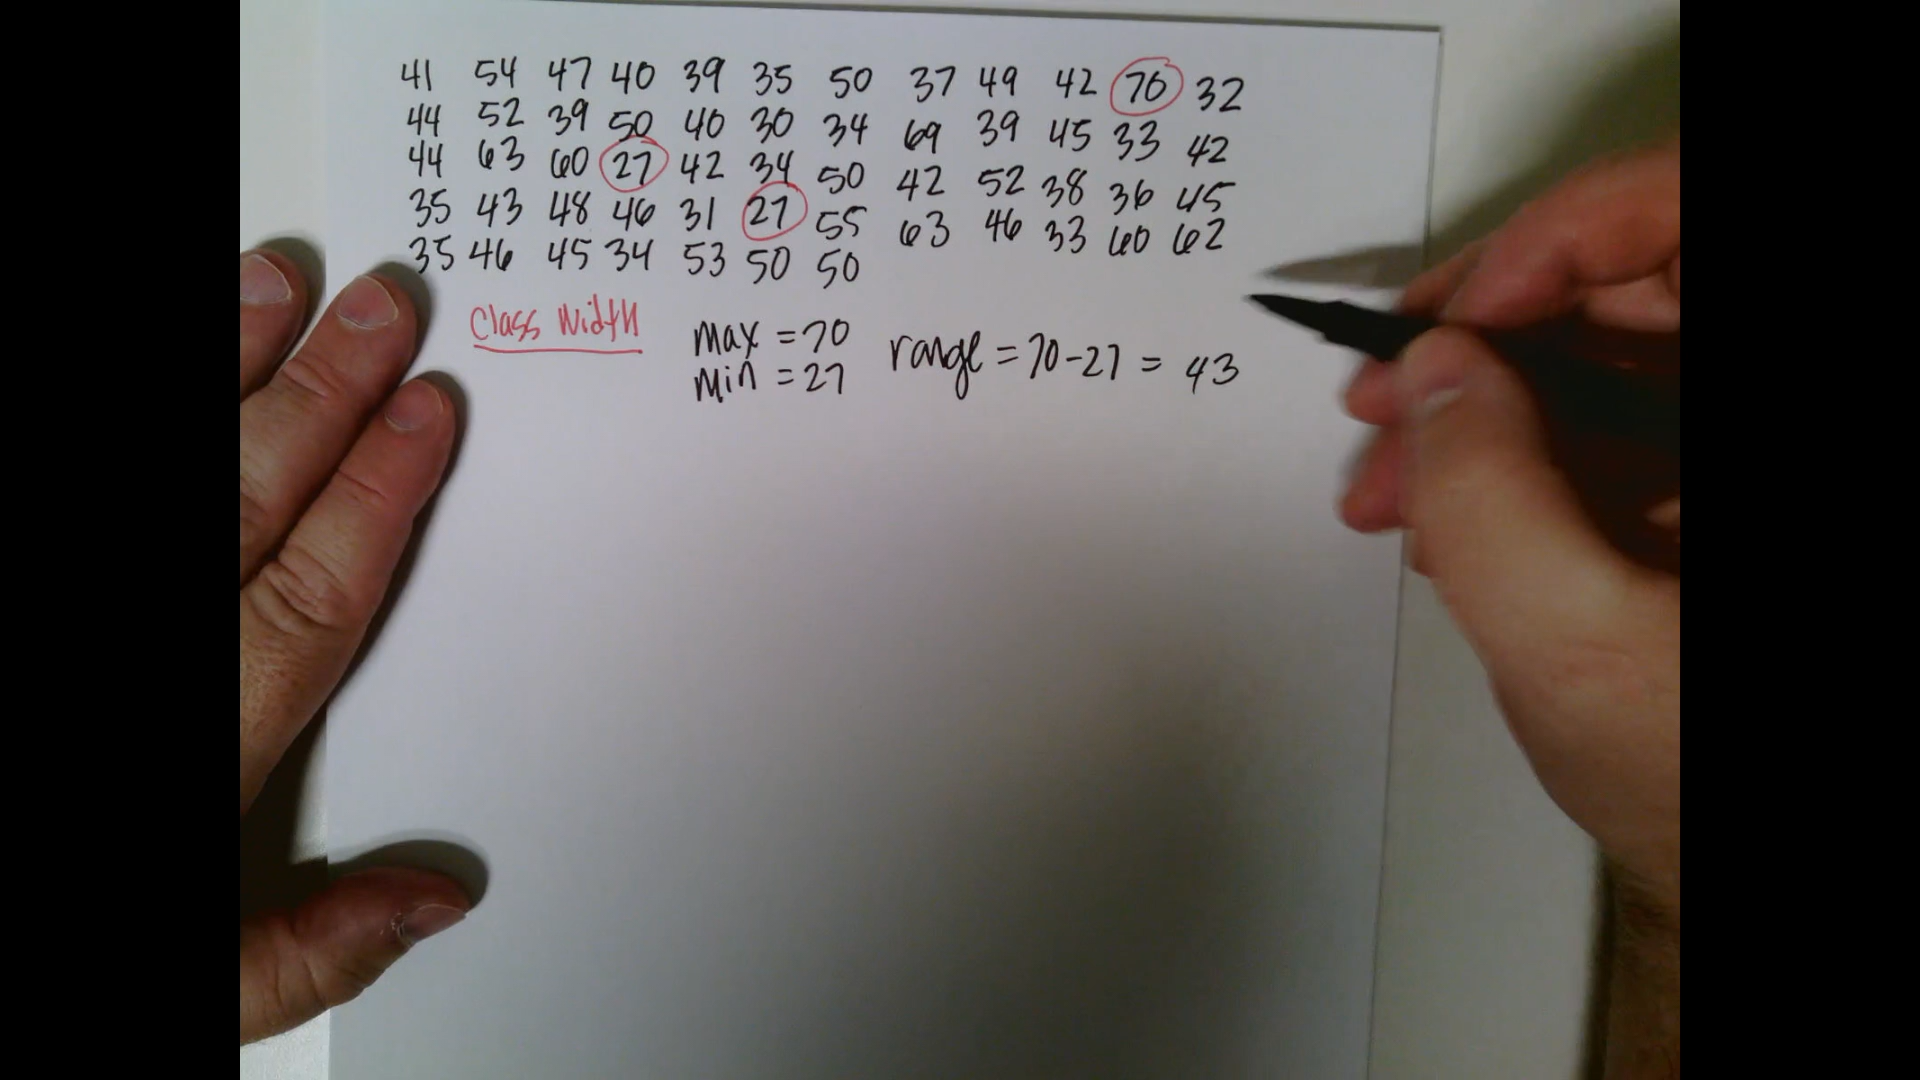 41 54 47 40 39 35 50 37 49 42 70 32
44 52 39 50 40 30 34 69 39 45 33 42
44 63 60 27 42 34 50 42 52 38 36 45
35 43 48 46 31 27 55 63 46 33 60 62
35 46 45 34 53 50 50
Class Width
max = 70
min = 27
range = 70-27 = 43